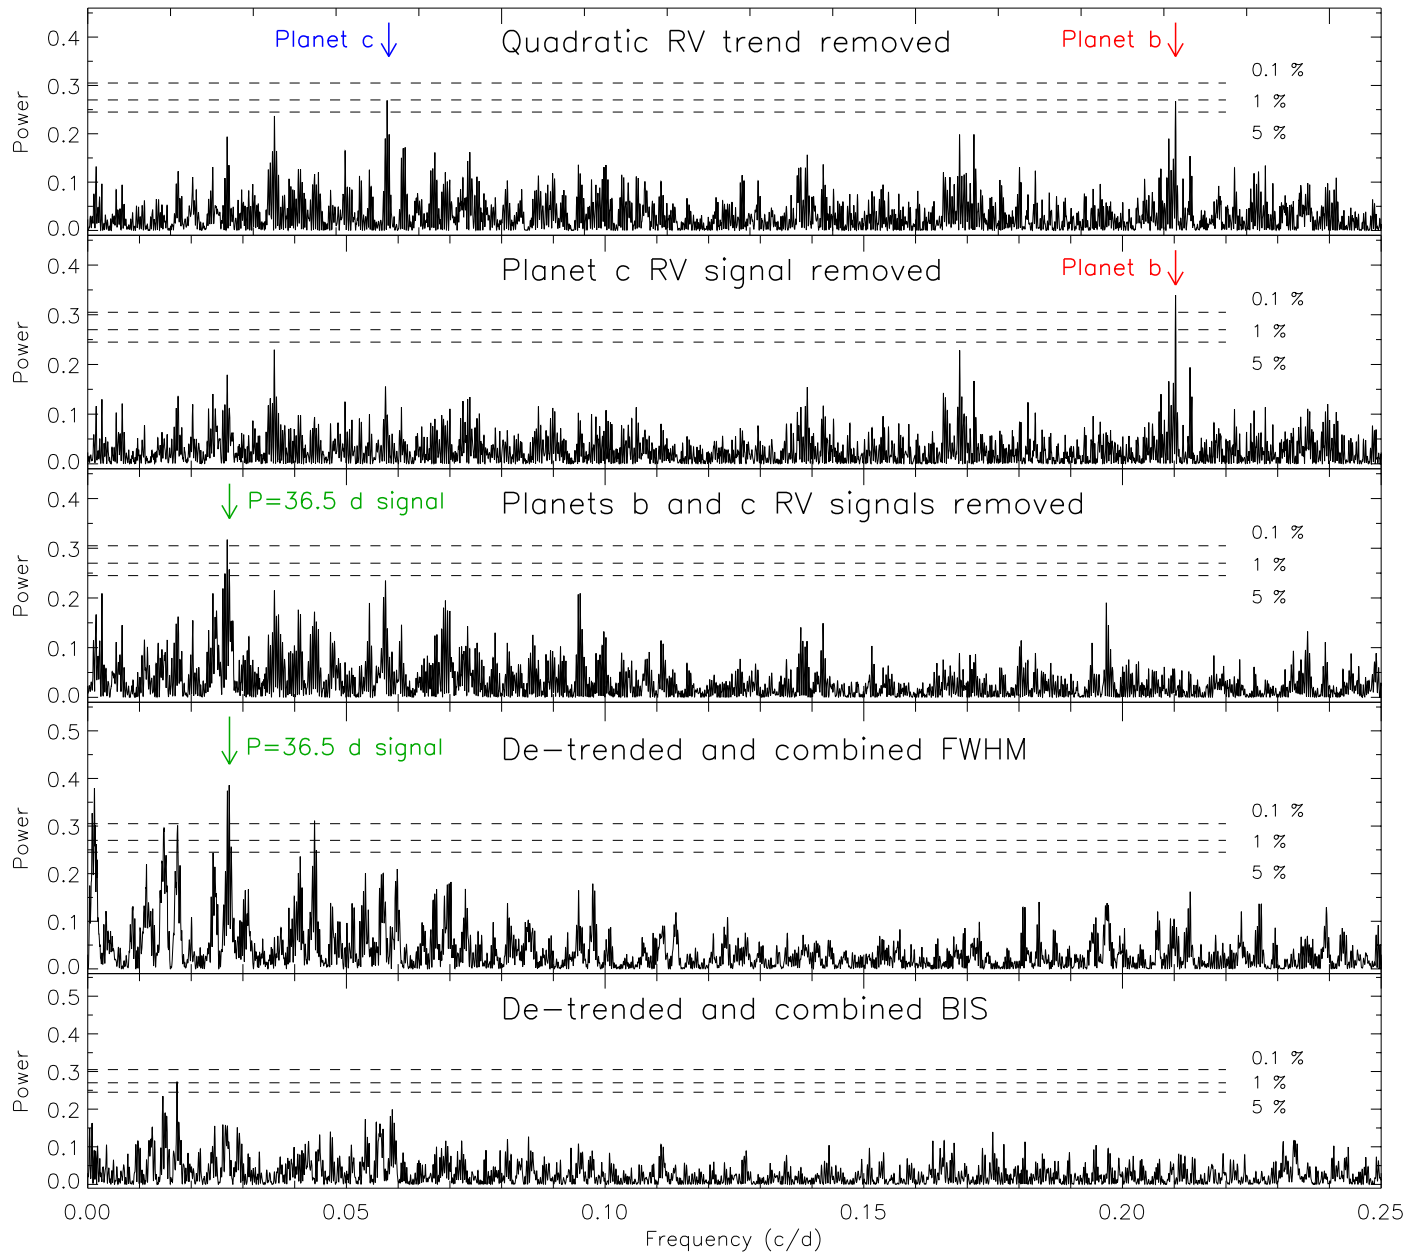 Planet c
Quadratic RV trend removed
Planet b
0.4
0.3
0.2
0.1
0.0
Power
0.1 %
1 %
5 %
Planet c RV signal removed
Planet b
0.4
0.3
0.2
0.1
0.0
Power
0.1 %
1 %
5 %
P=36.5 d signal
Planets b and c RV signals removed
0.4
0.3
0.2
0.1
0.0
Power
0.1 %
1 %
5 %
P=36.5 d signal
De-trended and combined FWHM
0.5
0.4
0.3
0.2
0.1
0.0
Power
0.1 %
1 %
5 %
De-trended and combined BIS
0.5
0.4
0.3
0.2
0.1
0.0
Power
0.1 %
1 %
5 %
0.00 0.05 0.10 0.15 0.20 0.25
Frequency (c/d)